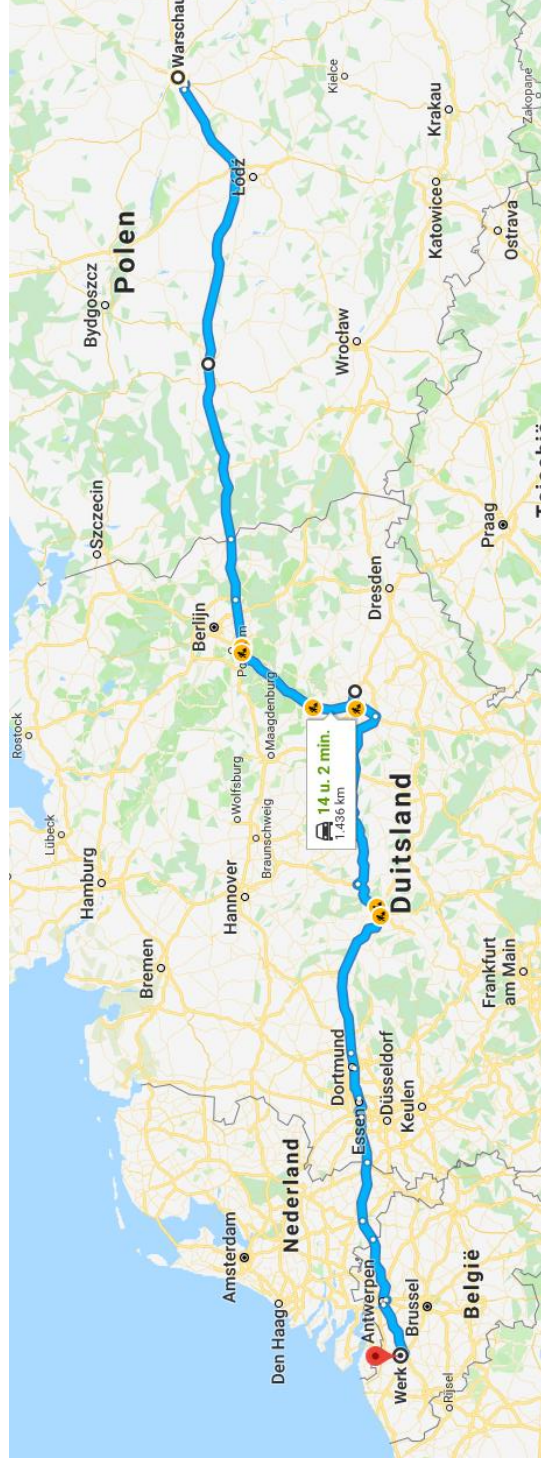 Rostock
Lübeck
Hamburg
Bydgoszcz
Szczecin
Polen
Bremen
Warschau
Berlijn
Hannover
Amsterdam
Wolfsburg
Łódź
Braunschweig
Maagdenburg
Den Haag
Nederland
14 u. 2 min.
1.436 km
Kielce
Dortmund
Wrocław
Essen
Antwerpen
Dresden
Düsseldorf
Werk
Duitsland
Keulen
Brussel
Krakau
Katowice
Rijsel
België
Praag
Frankfurt
am Main
Ostrava
Zakopane